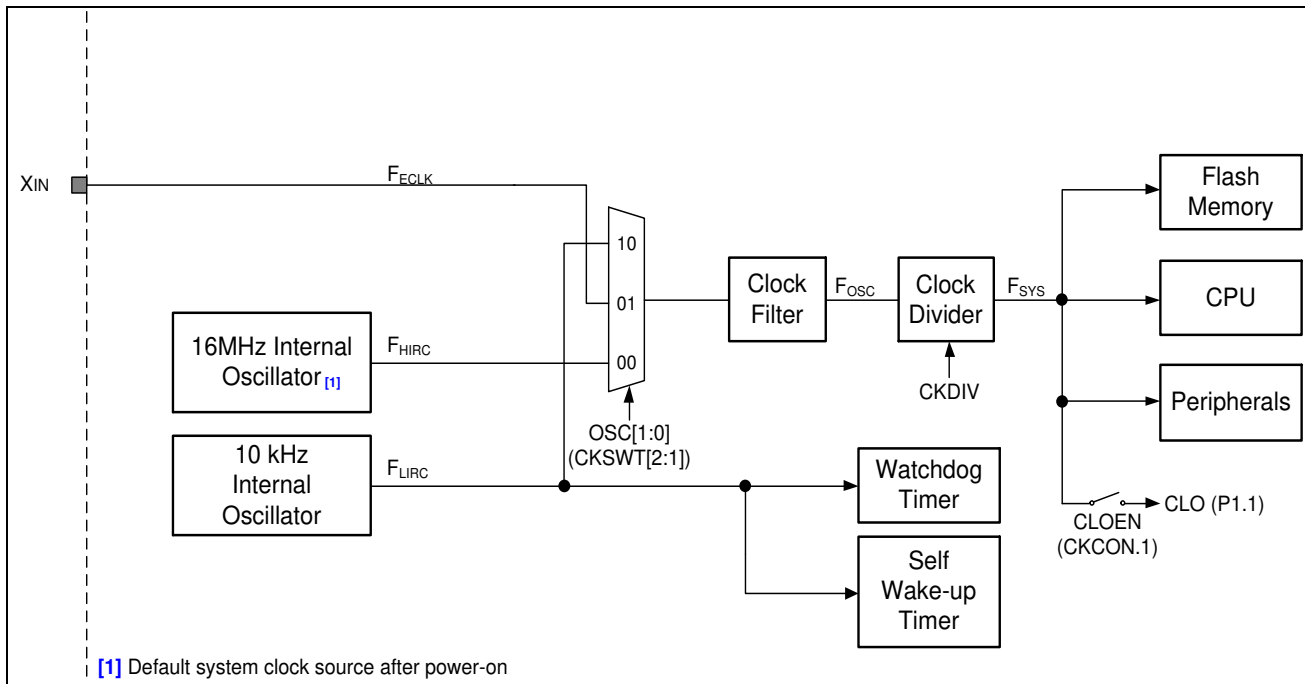 XIN
FECLK
Flash
Memory
10
01
00
Clock
Filter
FOSC
Clock
Divider
FSYS
CPU
16MHz Internal
Oscillator[1]
FHIRC
CKDIV
Peripherals
OSC[1:0]
(CKSWT[2:1])
10 kHz
Internal
Oscillator
FLIRC
Watchdog
Timer
CLO (P1.1)
CLOEN
(CKCON.1)
Self
Wake-up
Timer
[1] Default system clock source after power-on